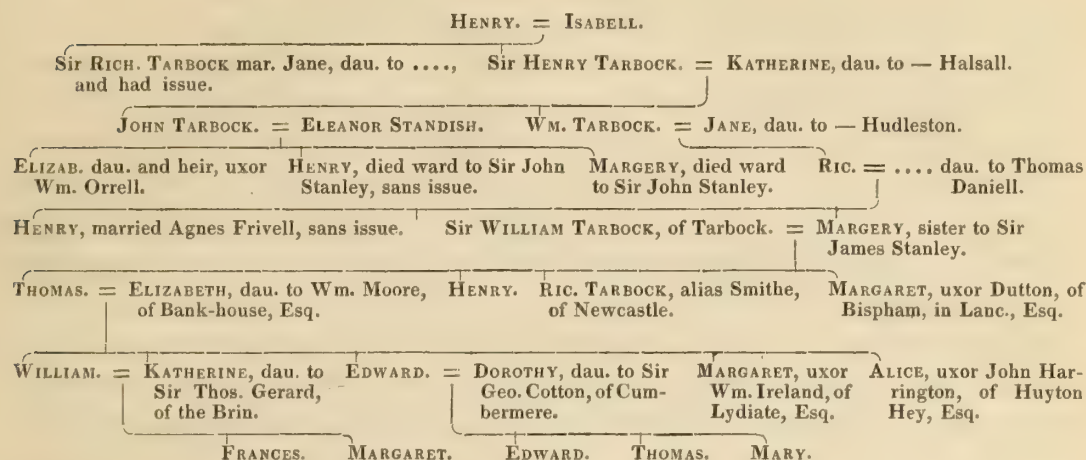 HENRY. = ISABELL.
Sir RICH. TARBOCK mar. Jane, dau. to ...., and had issue.
Sir HENRY TARBOCK. = KATHERINE, dau. to — Halsall.
JOHN TARBOCK. = ELEANOR STANDISH. WM. TARBOCK. = JANE, dau. to — Hudleston.
ELIZAB. dau. and heir, uxor
Wm. Orrell.
HENRY, died ward to Sir John
Stanley, sans issue.
MARGERY, died ward
to Sir John Stanley.
RIC. = .... dau. to Thomas
Daniell.
HENRY, married Agnes Frivell, sans issue.
Sir WILLIAM TARBOCK, of Tarbock. = MARGERY, sister to Sir
James Stanley.
THOMAS. = ELIZABETH, dau. to Wm. Moore,
of Bank-house, Esq.
HENRY.
RIC. TARBOCK, alias Smithe,
of Newcastle.
MARGARET, uxor Dutton, of
Bispham, in Lanc., Esq.
WILLIAM. = KATHERINE, dau. to
Sir Thos. Gerard,
of the Brin.
EDWARD. = DOROTHY, dau. to Sir
Geo. Cotton, of Cum-
bermere.
MARGARET, uxor
Wm. Ireland, of
Lydiate, Esq.
ALICE, uxor John Har-
rington, of Huyton
Hey, Esq.
FRANCES. MARGARET. EDWARD. THOMAS. MARY.